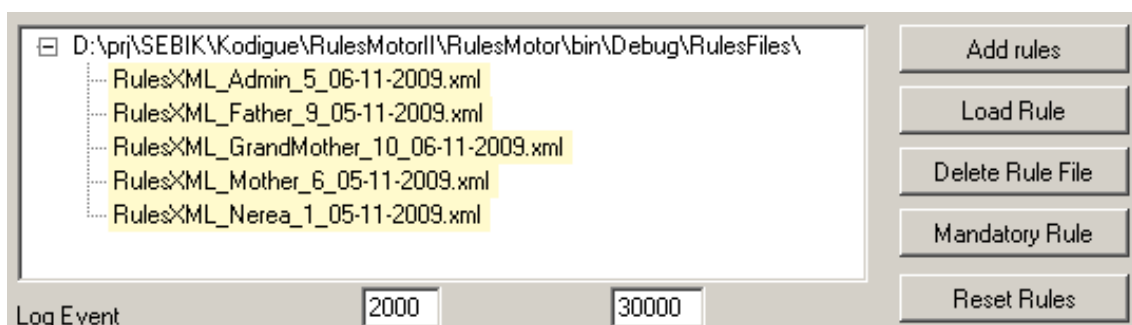 D:\prj\SEBIK\Kodigue\RulesMotorII\RulesMotor\bin\Debug\RulesFiles\
RulesXML_Admin_5_06-11-2009.xml
RulesXML_Father_9_05-11-2009.xml
RulesXML_GrandMother_10_06-11-2009.xml
RulesXML_Mother_6_05-11-2009.xml
RulesXML_Nerea_1_05-11-2009.xml
Add rules
Load Rule
Delete Rule File
Mandatory Rule
Reset Rules
Log Event 2000 30000